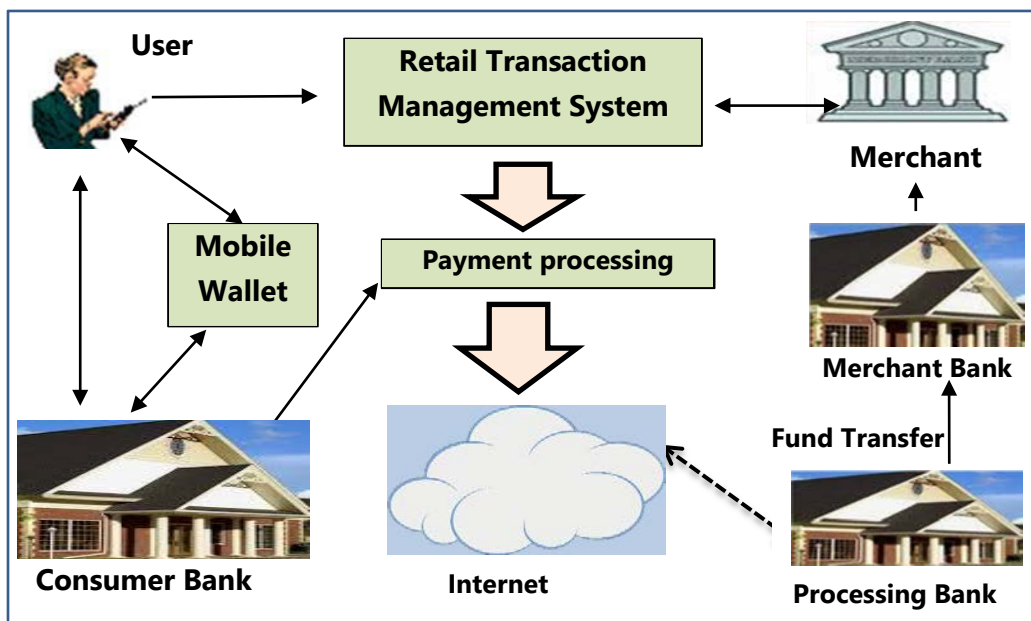 User
Retail Transaction
Management System
Merchant
Mobile
Wallet
Payment processing
Merchant Bank
Fund Transfer
Consumer Bank
Internet
Processing Bank